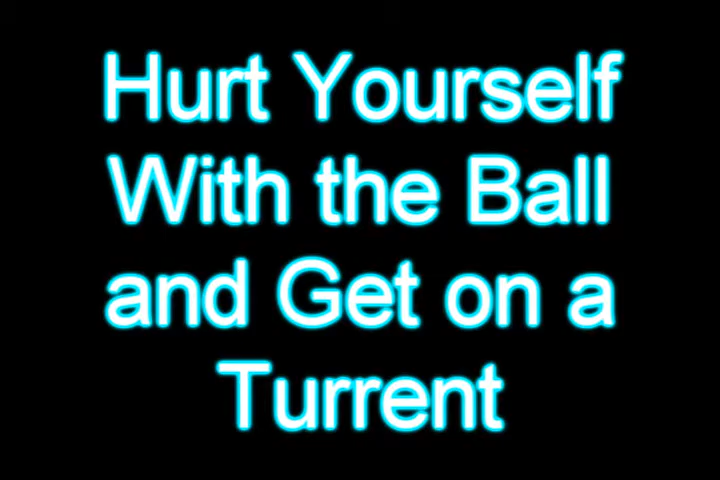 Hurt Yourself
With the Ball
and Get on a
Turrent